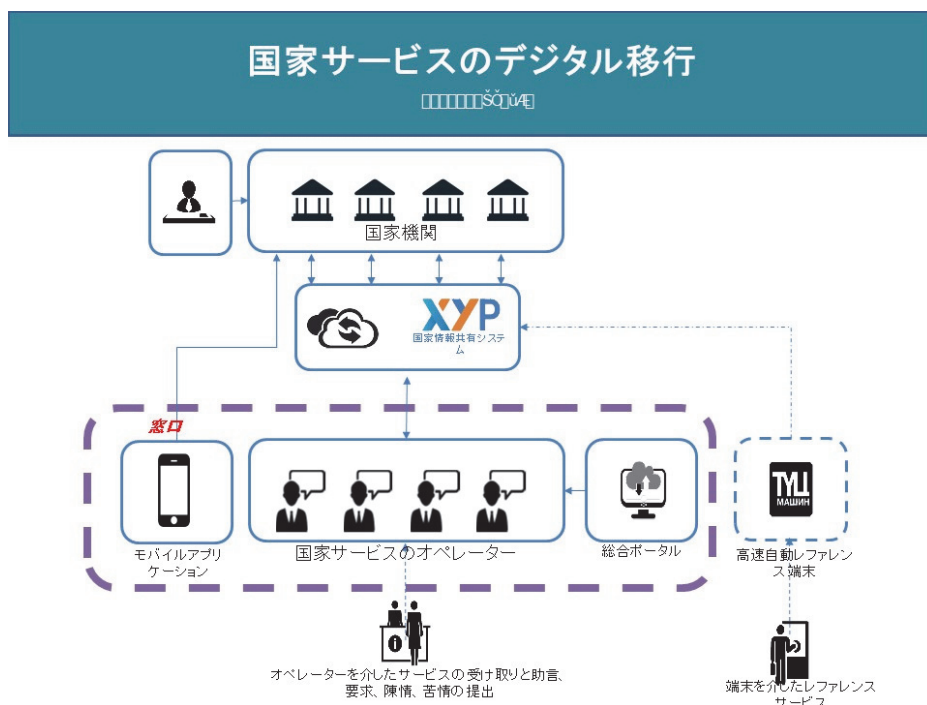 国家サービスのデジタル移行
国家機関
XYP
国家情報共有システ
ム
窓口
モバイルアプリ
ケーション
国家サービスのオペレーター
総合ポータル
ТҮЦ
МАШИН
高速自動レファレン
ス端末
オペレーターを介したサービスの受け取りと助言、
要求、陳情、苦情の提出
端末を介したレファレンス
サービス